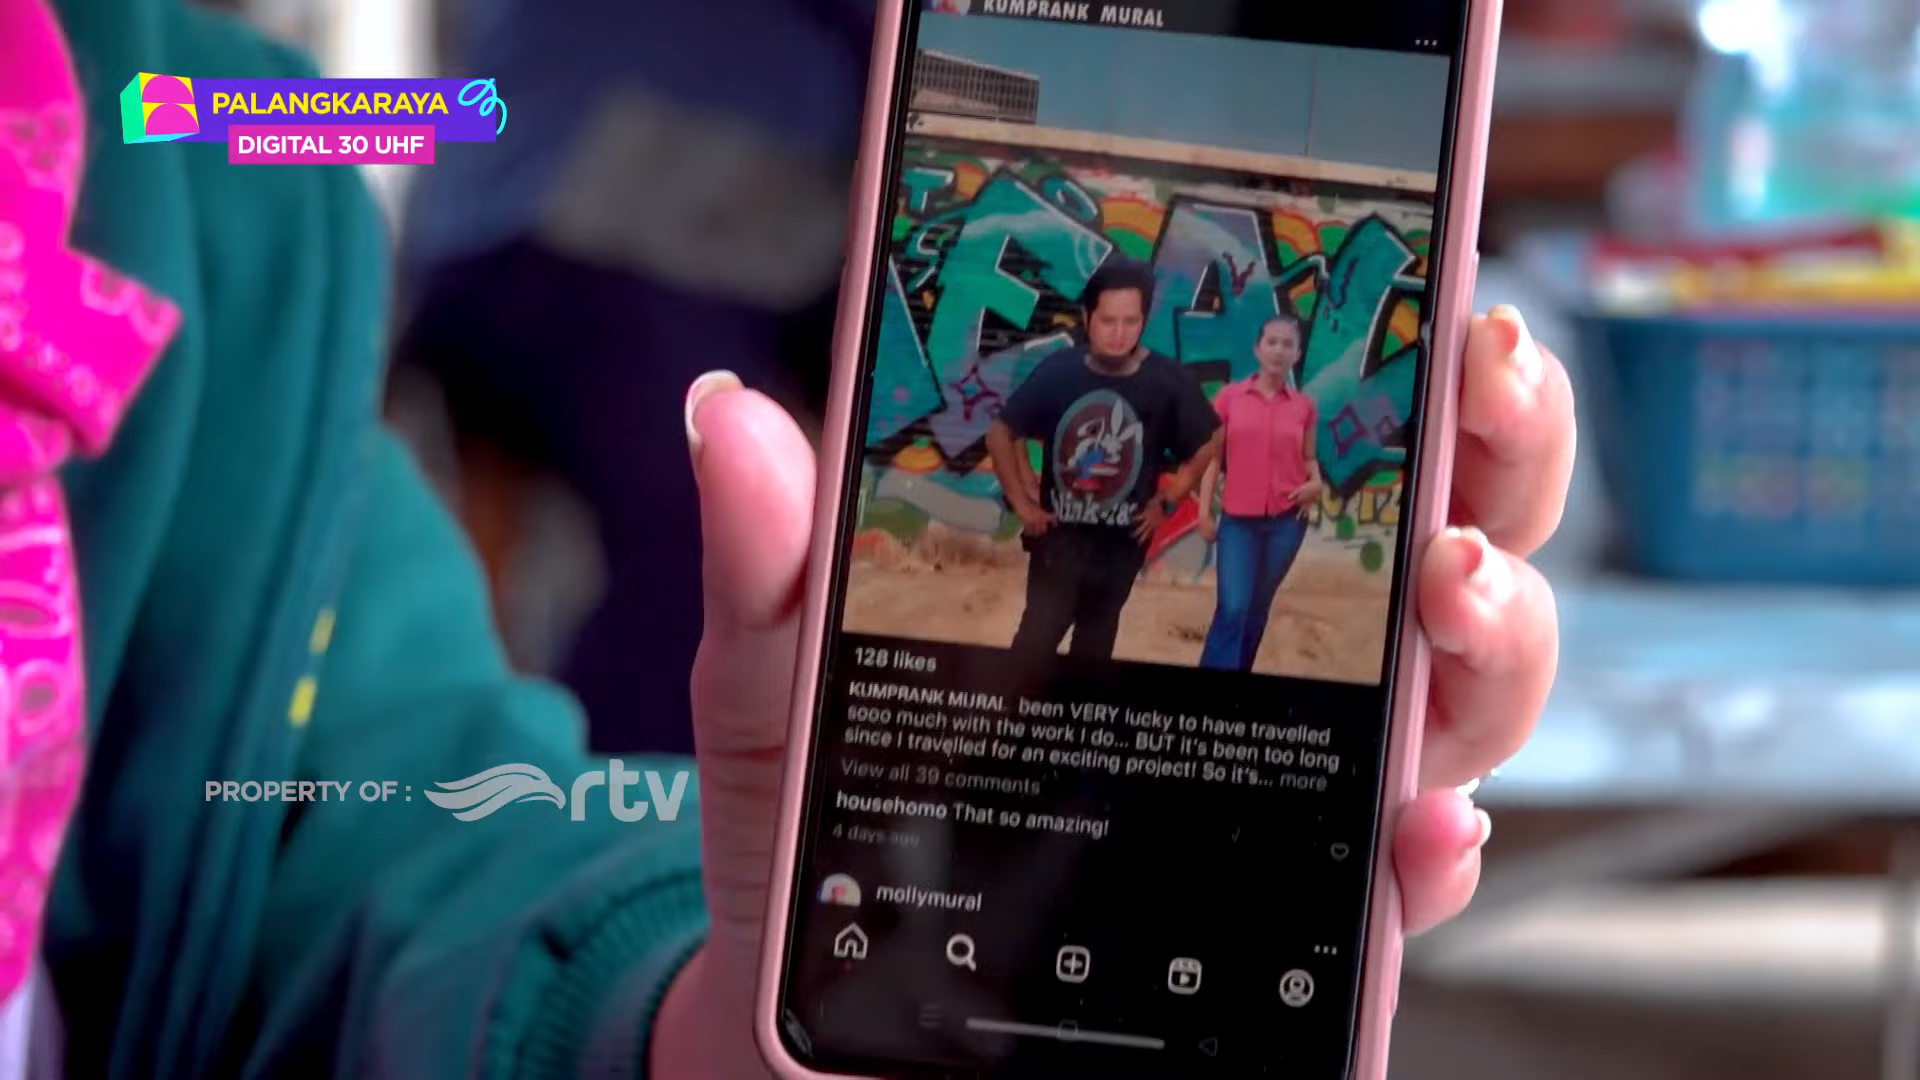 KUMPRANK MURAL
PALANGKARAYA
DIGITAL 30 UHF
128 likes
KUMPRANK MURAL been VERY lucky to have travelled
sooo much with the work I do... BUT it's been too long
since I travelled for an exciting project! So it's... more
View all 39 comments
househomo That so amazing!
4 days ago
mollymural
PROPERTY OF : rtv